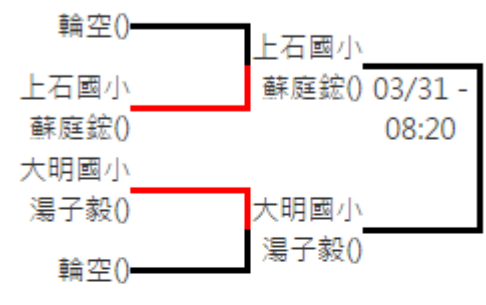 輪空()
上石國小
蘇庭鋐()
大明國小
湯子毅()
輪空()
上石國小
蘇庭鋐()
大明國小
湯子毅()
03/31 -
08:20